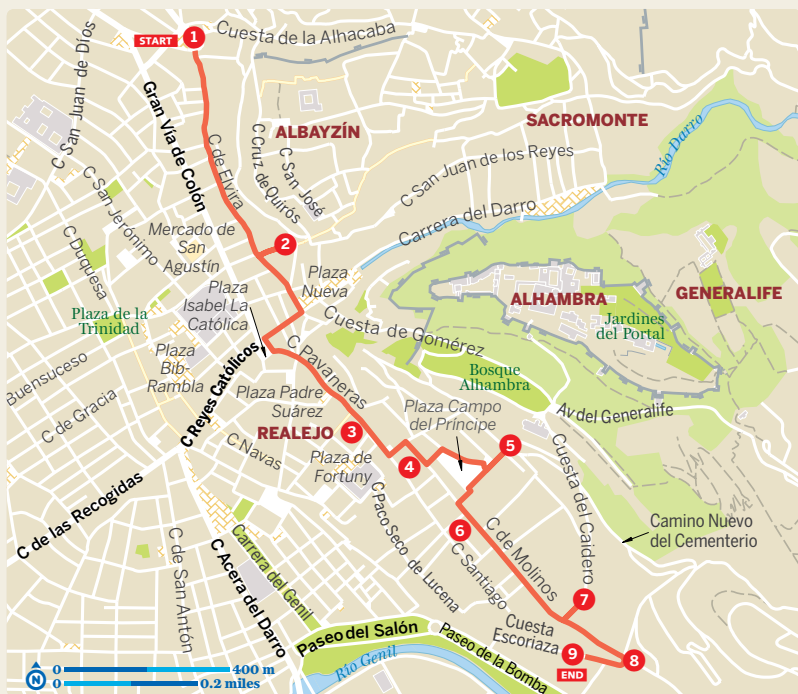 START
1
Cuesta de la Alhacaba
C San Juan de Dios
Gran Vía de Colón
ALBAYZÍN
SACROMONTE
Río Darro
C de Elvira
C San José
C Cruz de Quirós
C San Juan de los Reyes
Carrera del Darro
C San Jerónimo
Mercado de
San
Agustín
2
C Duquesa
Plaza
Nueva
Plaza
Isabel La
Católica
ALHAMBRA
GENERALIFE
Jardines
del Portal
Plaza de la
Trinidad
Cuesta de Gomérez
Bosque
Alhambra
Buensuceso
Plaza
Bib-
Rambla
C Reyes Católicos
C Pavaneras
Plaza Padre
Suárez
Plaza Campo
del Príncipe
Av del Generalife
C de Gracia
REALEJO
3
C Navas
Plaza de
Fortuny
4
5
C de las Recogidas
C Paco Seco de Lucena
6
C de Molinos
Cuesta del Caidero
Camino Nuevo
del Cementerio
C de San Antón
Carrera del Genil
C Acera del Darro
C Santiago
7
Cuesta
Escoriaza
Paseo del Salón
Paseo de la Bomba
Río Genil
8
9
END
N
0 400 m
0 0.2 miles